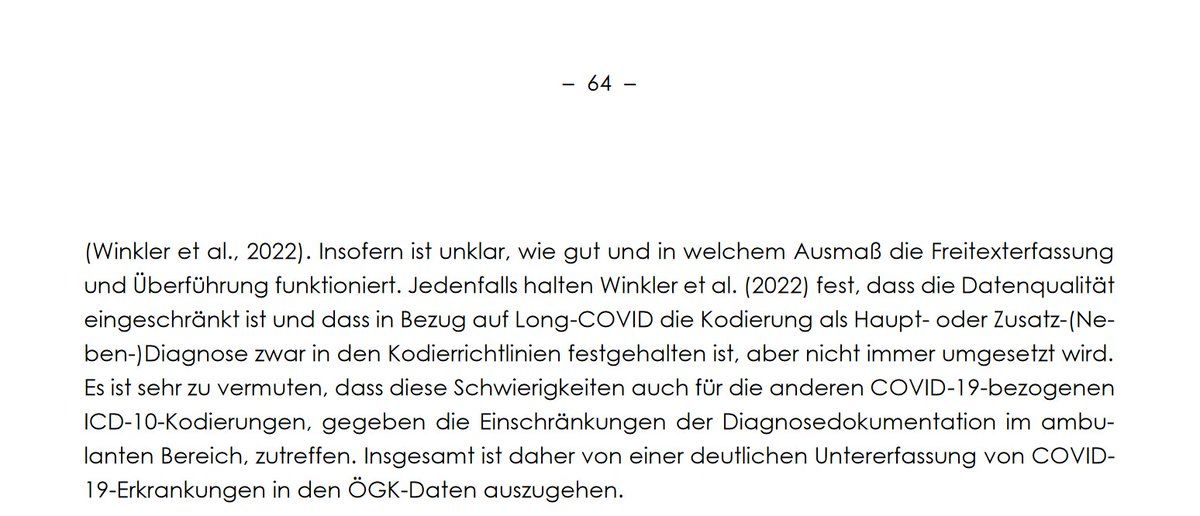 – 64 –
(Winkler et al., 2022). Insofern ist unklar, wie gut und in welchem Ausmaß die Freitexterfassung
und Überführung funktioniert. Jedenfalls halten Winkler et al. (2022) fest, dass die Datenqualität
eingeschränkt ist und dass in Bezug auf Long-COVID die Kodierung als Haupt- oder Zusatz-(Ne-
ben-)Diagnose zwar in den Kodierrichtlinien festgehalten ist, aber nicht immer umgesetzt wird.
Es ist sehr zu vermuten, dass diese Schwierigkeiten auch für die anderen COVID-19-bezogenen
ICD-10-Kodierungen, gegeben die Einschränkungen der Diagnosedokumentation im ambu-
lanten Bereich, zutreffen. Insgesamt ist daher von einer deutlichen Untererfassung von COVID-
19-Erkrankungen in den ÖGK-Daten auszugehen.